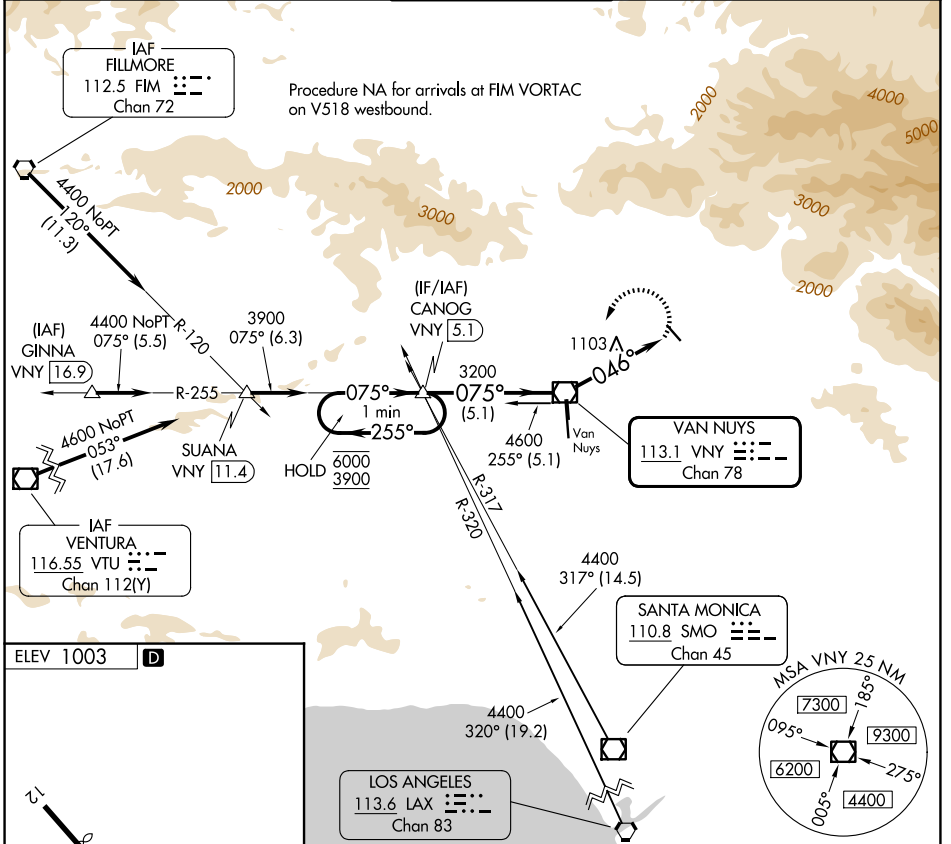 IAF
FILLMORE
112.5 FIM
Chan 72
Procedure NA for arrivals at FIM VORTAC
on V518 westbound.
2000
4000
5000
2000
3000
3000
2000
4400 NoPT
120°
(11.3)
R-120
(IAF)
GINNA
VNY 16.9
4400 NoPT
075° (5.5)
3900
075° (6.3)
(IF/IAF)
CANOG
VNY 5.1
R-255
075°
1 min
255°
3200
075°
(5.1)
4600
255° (5.1)
1103
046°
Van
Nuys
4600 NoPT
053°
(17.6)
SUANA
VNY 11.4
HOLD
6000
3900
VAN NUYS
113.1 VNY
Chan 78
IAF
VENTURA
116.55 VTU
Chan 112(Y)
R-317
R-320
4400
317° (14.5)
SANTA MONICA
110.8 SMO
Chan 45
4400
320° (19.2)
LOS ANGELES
113.6 LAX
Chan 83
ELEV 1003
D
12
MSA VNY 25 NM
7300
185°
095°
9300
6200
275°
005°
4400